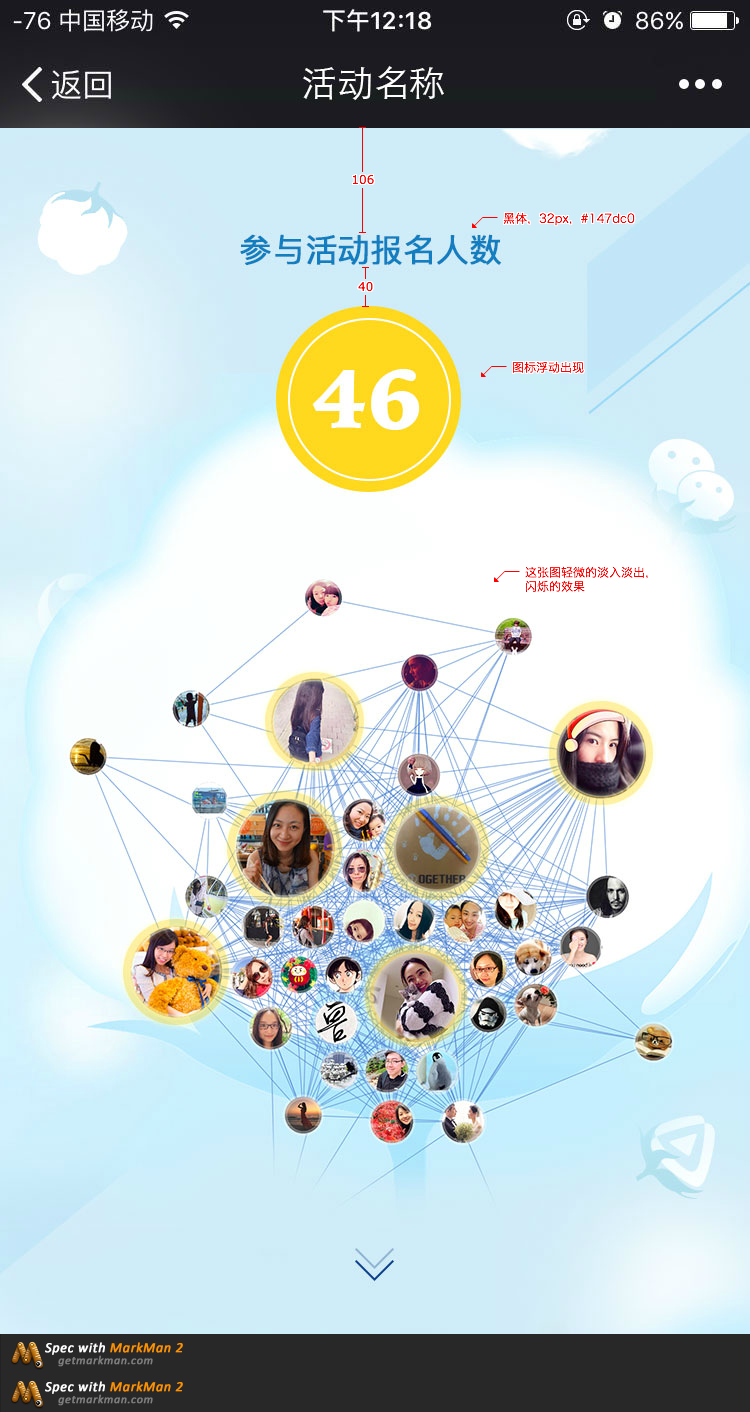 -76 中国移动 下午12:18 86%
返回 活动名称
106
黑体，32px，#147dc0
参与活动报名人数
40
图标浮动出现
46
这张图轻微的淡入淡出，
闪烁的效果
OGETHER
Spec with MarkMan 2
getmarkman.com
Spec with MarkMan 2
getmarkman.com